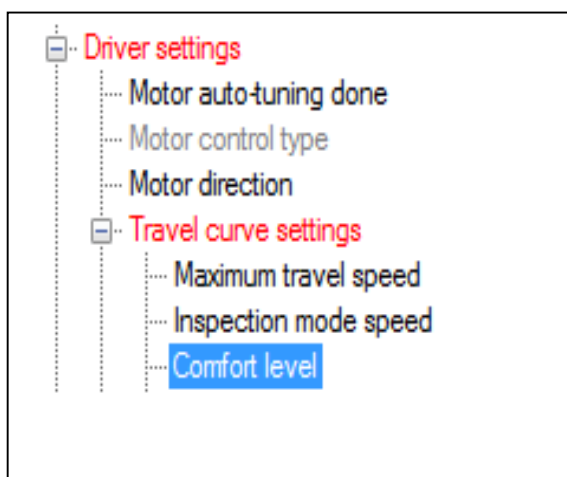 Driver settings
Motor auto-tuning done
Motor control type
Motor direction
Travel curve settings
Maximum travel speed
Inspection mode speed
Comfort level